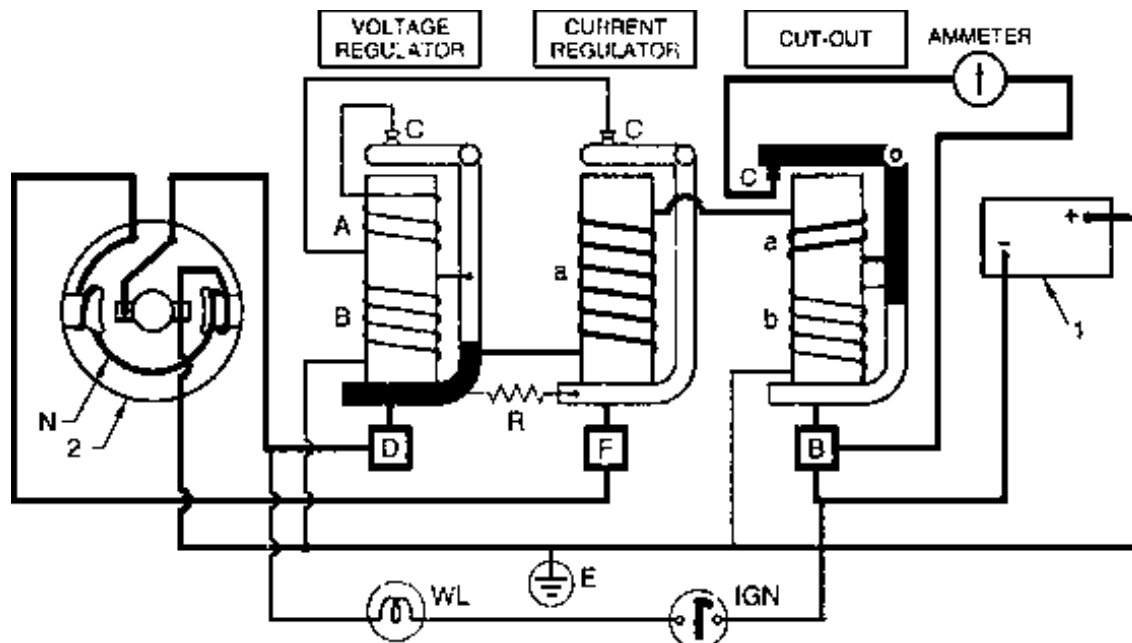 VOLTAGE
REGULATOR
CURRENT
REGULATOR
CUT-OUT
AMMETER
C
C
C
A
a
a
+
-
B
b
1
N
2
R
D
F
B
E
WL
IGN